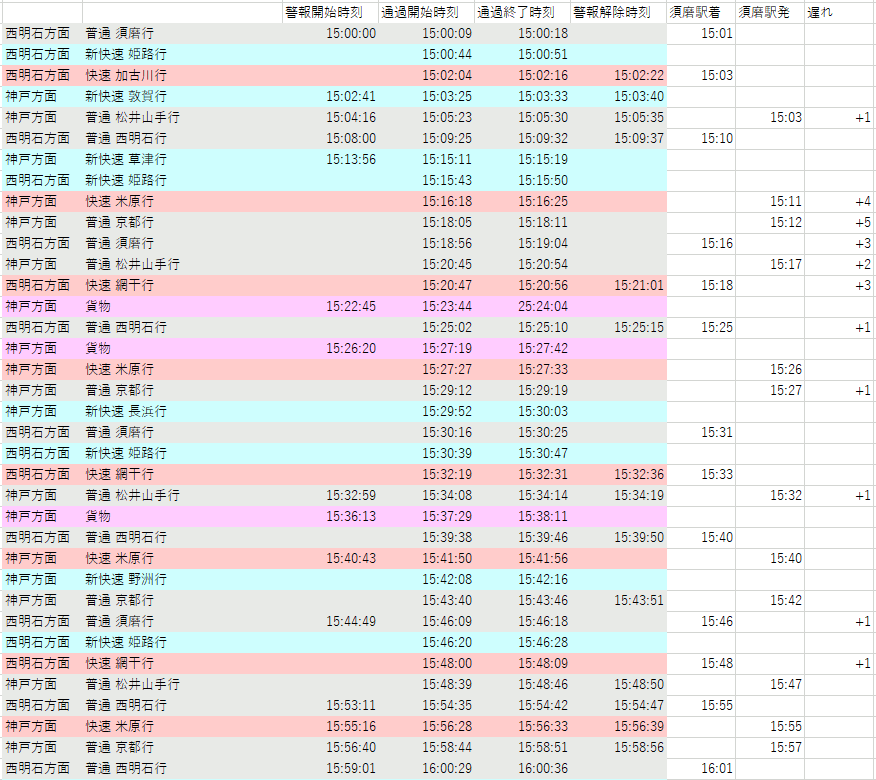 警報開始時刻 通過開始時刻 通過終了時刻 警報解除時刻 須磨駅着 須磨駅発 遅れ
西明石方面 普通 須磨行 15:00:00 15:00:09 15:00:18 15:01
西明石方面 新快速 姫路行 15:00:44 15:00:51
西明石方面 快速 加古川行 15:02:04 15:02:16 15:02:22 15:03
神戸方面 新快速 敦賀行 15:02:41 15:03:25 15:03:33 15:03:40
神戸方面 普通 松井山手行 15:04:16 15:05:23 15:05:30 15:05:35 15:03 +1
西明石方面 普通 西明石行 15:08:00 15:09:25 15:09:32 15:09:37 15:10
神戸方面 新快速 草津行 15:13:56 15:15:11 15:15:19
西明石方面 新快速 姫路行 15:15:43 15:15:50
神戸方面 快速 米原行 15:16:18 15:16:25 15:11 +4
神戸方面 普通 京都行 15:18:05 15:18:11 15:12 +5
西明石方面 普通 須磨行 15:18:56 15:19:04 15:16 +3
神戸方面 普通 松井山手行 15:20:45 15:20:54 15:17 +2
西明石方面 快速 網干行 15:20:47 15:20:56 15:21:01 15:18 +3
神戸方面 貨物 15:22:45 15:23:44 25:24:04
西明石方面 普通 西明石行 15:25:02 15:25:10 15:25:15 15:25 +1
神戸方面 貨物 15:26:20 15:27:19 15:27:42
神戸方面 快速 米原行 15:27:27 15:27:33 15:26
神戸方面 普通 京都行 15:29:12 15:29:19 15:27 +1
神戸方面 新快速 長浜行 15:29:52 15:30:03
西明石方面 普通 須磨行 15:30:16 15:30:25 15:31
西明石方面 新快速 姫路行 15:30:39 15:30:47
西明石方面 快速 網干行 15:32:19 15:32:31 15:32:36 15:33
神戸方面 普通 松井山手行 15:32:59 15:34:08 15:34:14 15:34:19 15:32 +1
神戸方面 貨物 15:36:13 15:37:29 15:38:11
西明石方面 普通 西明石行 15:39:38 15:39:46 15:39:50 15:40
神戸方面 快速 米原行 15:40:43 15:41:50 15:41:56 15:40
神戸方面 新快速 野洲行 15:42:08 15:42:16
神戸方面 普通 京都行 15:43:40 15:43:46 15:43:51 15:42
西明石方面 普通 須磨行 15:44:49 15:46:09 15:46:18 15:46 +1
西明石方面 新快速 姫路行 15:46:20 15:46:28
西明石方面 快速 網干行 15:48:00 15:48:09 15:48 +1
神戸方面 普通 松井山手行 15:48:39 15:48:46 15:48:50 15:47
西明石方面 普通 西明石行 15:53:11 15:54:35 15:54:42 15:54:47 15:55
神戸方面 快速 米原行 15:55:16 15:56:28 15:56:33 15:56:39 15:55
神戸方面 普通 京都行 15:56:40 15:58:44 15:58:51 15:58:56 15:57
西明石方面 普通 西明石行 15:59:01 16:00:29 16:00:36 16:01